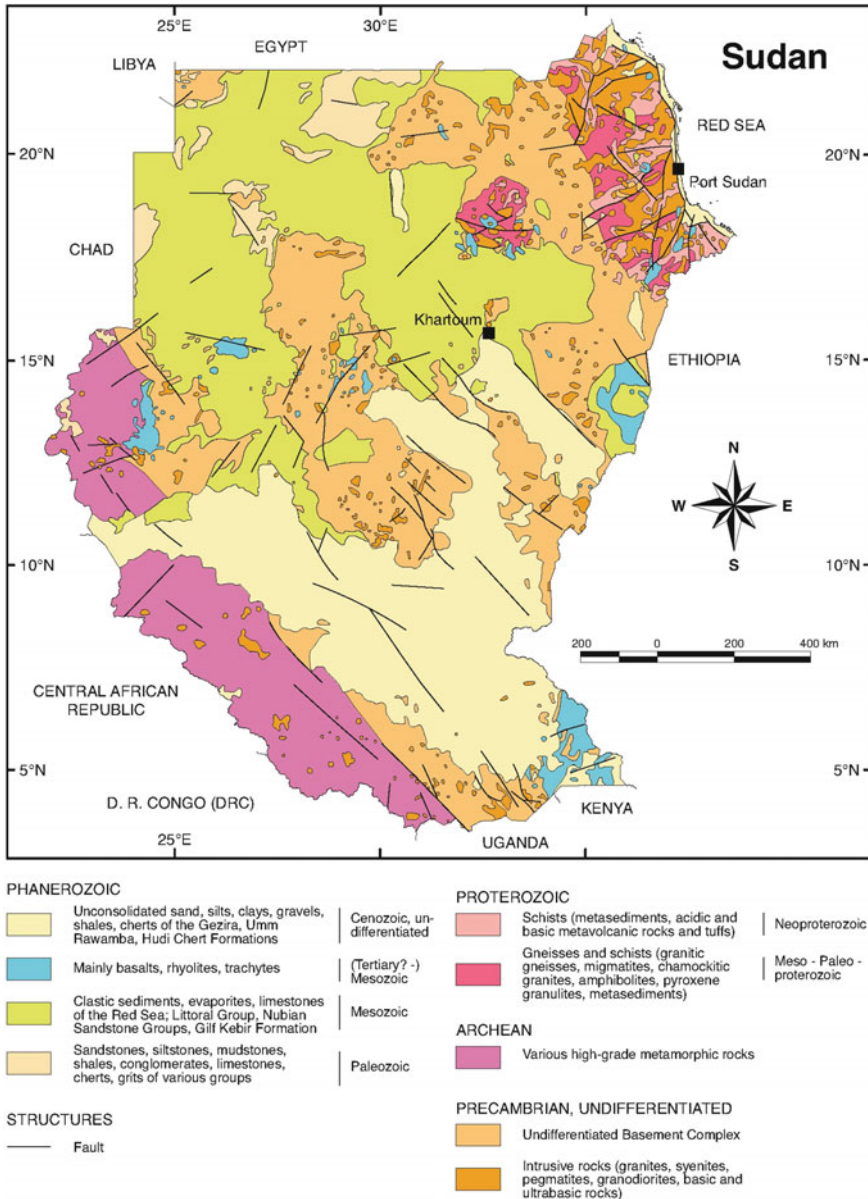 25°E
30°E
EGYPT
LIBYA
Sudan
RED SEA
20°N
20°N
Port Sudan
CHAD
Khartoum
15°N
ETHIOPIA
15°N
N
W
E
S
10°N
10°N
200 0 200 400 km
CENTRAL AFRICAN
REPUBLIC
5°N
5°N
D. R. CONGO (DRC)
KENYA
25°E
UGANDA
30°E
PHANEROZOIC
Unconsolidated sand, silts, clays, gravels,
shales, cherts of the Gezira, Umm
Rawamba, Hudi Chert Formations
Cenozoic, un-
differentiated
Mainly basalts, rhyolites, trachytes
(Tertiary? -)
Mesozoic
Clastic sediments, evaporites, limestones
of the Red Sea; Littoral Group, Nubian
Sandstone Groups, Gilf Kebir Formation
Mesozoic
Sandstones, siltstones, mudstones,
shales, conglomerates, limestones,
cherts, grits of various groups
Paleozoic
STRUCTURES
Fault
PROTEROZOIC
Schists (metasediments, acidic and
basic metavolcanic rocks and tuffs)
Neoproterozoic
Gneisses and schists (granitic
gneisses, migmatites, charnockitic
granites, amphibolites, pyroxene
granulites, metasediments)
Meso - Paleo -
proterozoic
ARCHEAN
Various high-grade metamorphic rocks
PRECAMBRIAN, UNDIFFERENTIATED
Undifferentiated Basement Complex
Intrusive rocks (granites, syenites,
pegmatites, granodiorites, basic and
ultrabasic rocks)